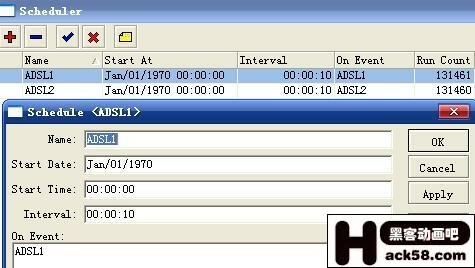 Scheduler
Name Start At Interval On Event Run Count
ADSL1 Jan/01/1970 00:00:00 00:00:10 ADSL1 131461
ADSL2 Jan/01/1970 00:00:00 00:00:10 ADSL2 131460
Schedule <ADSL1>
Name: ADSL1
OK
Start Date: Jan/01/1970
Cancel
Start Time: 00:00:00
Apply
Interval: 00:00:10
On Event:
ADSL1
黑客动画吧
Hack58.com